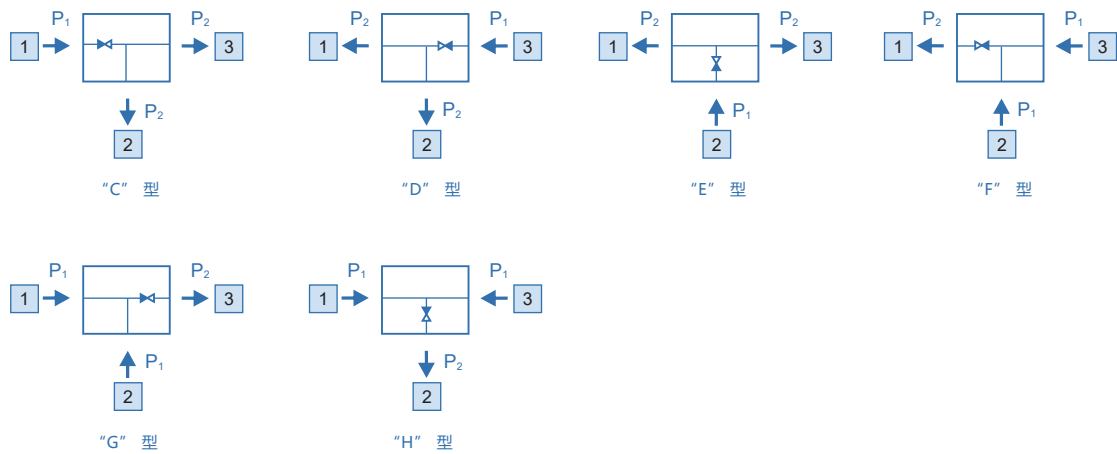 P₁ P₂
1 3
P₂
2
“C” 型
P₂ P₁
1 3
P₂
2
“D” 型
P₂ P₂
1 3
P₁
2
“E” 型
P₂ P₁
1 3
P₁
2
“F” 型
P₁ P₂
1 3
P₁
2
“G” 型
P₁ P₁
1 3
P₂
2
“H” 型